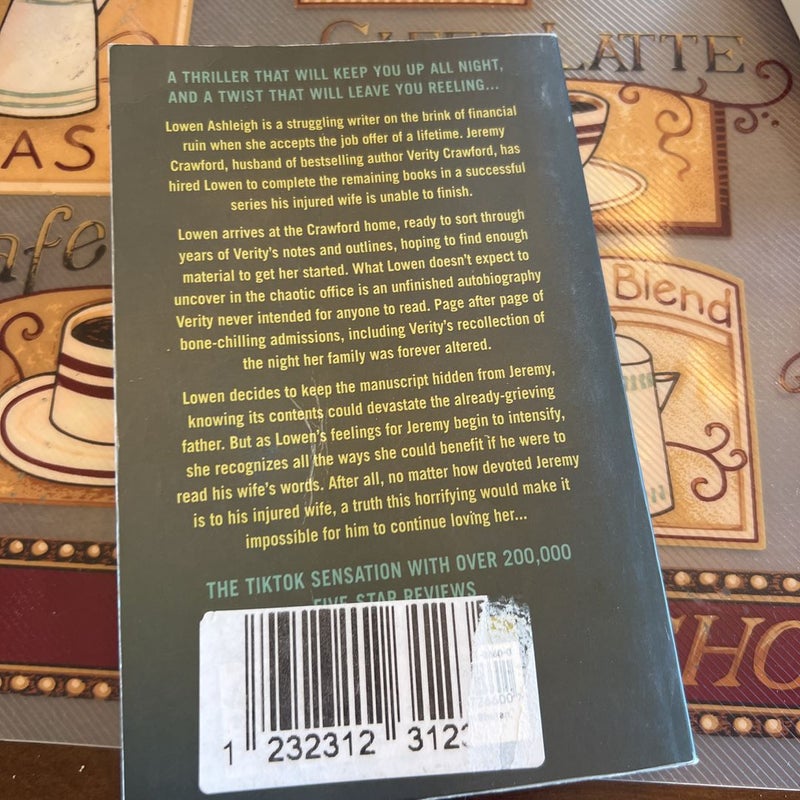 CAFFE LATTE
AST
afe
Blend
HO
A THRILLER THAT WILL KEEP YOU UP ALL NIGHT,
AND A TWIST THAT WILL LEAVE YOU REELING...
Lowen Ashleigh is a struggling writer on the brink of financial
ruin when she accepts the job offer of a lifetime. Jeremy
Crawford, husband of bestselling author Verity Crawford, has
hired Lowen to complete the remaining books in a successful
series his injured wife is unable to finish.
Lowen arrives at the Crawford home, ready to sort through
years of Verity's notes and outlines, hoping to find enough
material to get her started. What Lowen doesn't expect to
uncover in the chaotic office is an unfinished autobiography
Verity never intended for anyone to read. Page after page of
bone-chilling admissions, including Verity's recollection of
the night her family was forever altered.
Lowen decides to keep the manuscript hidden from Jeremy,
knowing its contents could devastate the already-grieving
father. But as Lowen's feelings for Jeremy begin to intensify,
she recognizes all the ways she could benefit if he were to
read his wife's words. After all, no matter how devoted Jeremy
is to his injured wife, a truth this horrifying would make it
impossible for him to continue loving her...
THE TIKTOK SENSATION WITH OVER 200,000
FIVE STAR REVIEWS
1 232312 3123